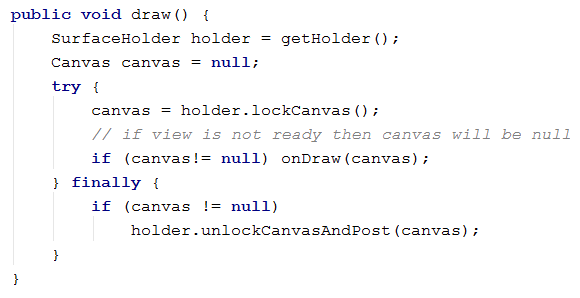 public void draw() {
    SurfaceHolder holder = getHolder();
    Canvas canvas = null;
    try {
        canvas = holder.lockCanvas();
        // if view is not ready then canvas will be null
        if (canvas!= null) onDraw(canvas);
    } finally {
        if (canvas != null)
            holder.unlockCanvasAndPost(canvas);
    }
}